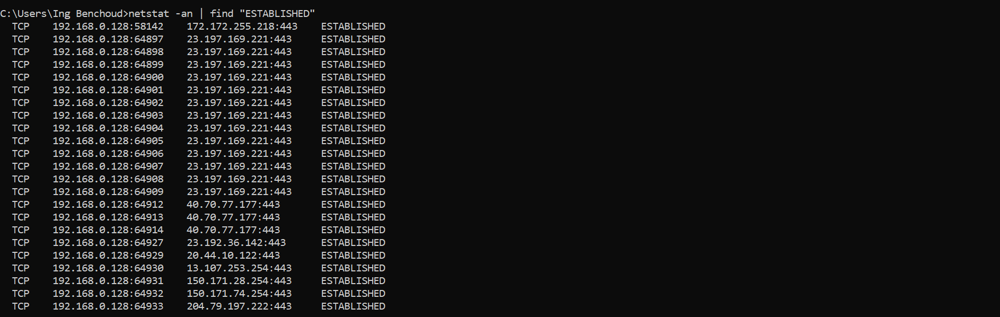 C:\Users\Ing Benchoud>netstat -an | find "ESTABLISHED"
  TCP    192.168.0.128:58142    172.172.255.218:443    ESTABLISHED
  TCP    192.168.0.128:64897    23.197.169.221:443     ESTABLISHED
  TCP    192.168.0.128:64898    23.197.169.221:443     ESTABLISHED
  TCP    192.168.0.128:64899    23.197.169.221:443     ESTABLISHED
  TCP    192.168.0.128:64900    23.197.169.221:443     ESTABLISHED
  TCP    192.168.0.128:64901    23.197.169.221:443     ESTABLISHED
  TCP    192.168.0.128:64902    23.197.169.221:443     ESTABLISHED
  TCP    192.168.0.128:64903    23.197.169.221:443     ESTABLISHED
  TCP    192.168.0.128:64904    23.197.169.221:443     ESTABLISHED
  TCP    192.168.0.128:64905    23.197.169.221:443     ESTABLISHED
  TCP    192.168.0.128:64906    23.197.169.221:443     ESTABLISHED
  TCP    192.168.0.128:64907    23.197.169.221:443     ESTABLISHED
  TCP    192.168.0.128:64908    23.197.169.221:443     ESTABLISHED
  TCP    192.168.0.128:64909    23.197.169.221:443     ESTABLISHED
  TCP    192.168.0.128:64912    40.70.77.177:443       ESTABLISHED
  TCP    192.168.0.128:64913    40.70.77.177:443       ESTABLISHED
  TCP    192.168.0.128:64914    40.70.77.177:443       ESTABLISHED
  TCP    192.168.0.128:64927    23.192.36.142:443      ESTABLISHED
  TCP    192.168.0.128:64929    20.44.10.122:443       ESTABLISHED
  TCP    192.168.0.128:64930    13.107.253.254:443     ESTABLISHED
  TCP    192.168.0.128:64931    150.171.28.254:443     ESTABLISHED
  TCP    192.168.0.128:64932    150.171.74.254:443     ESTABLISHED
  TCP    192.168.0.128:64933    204.79.197.222:443     ESTABLISHED